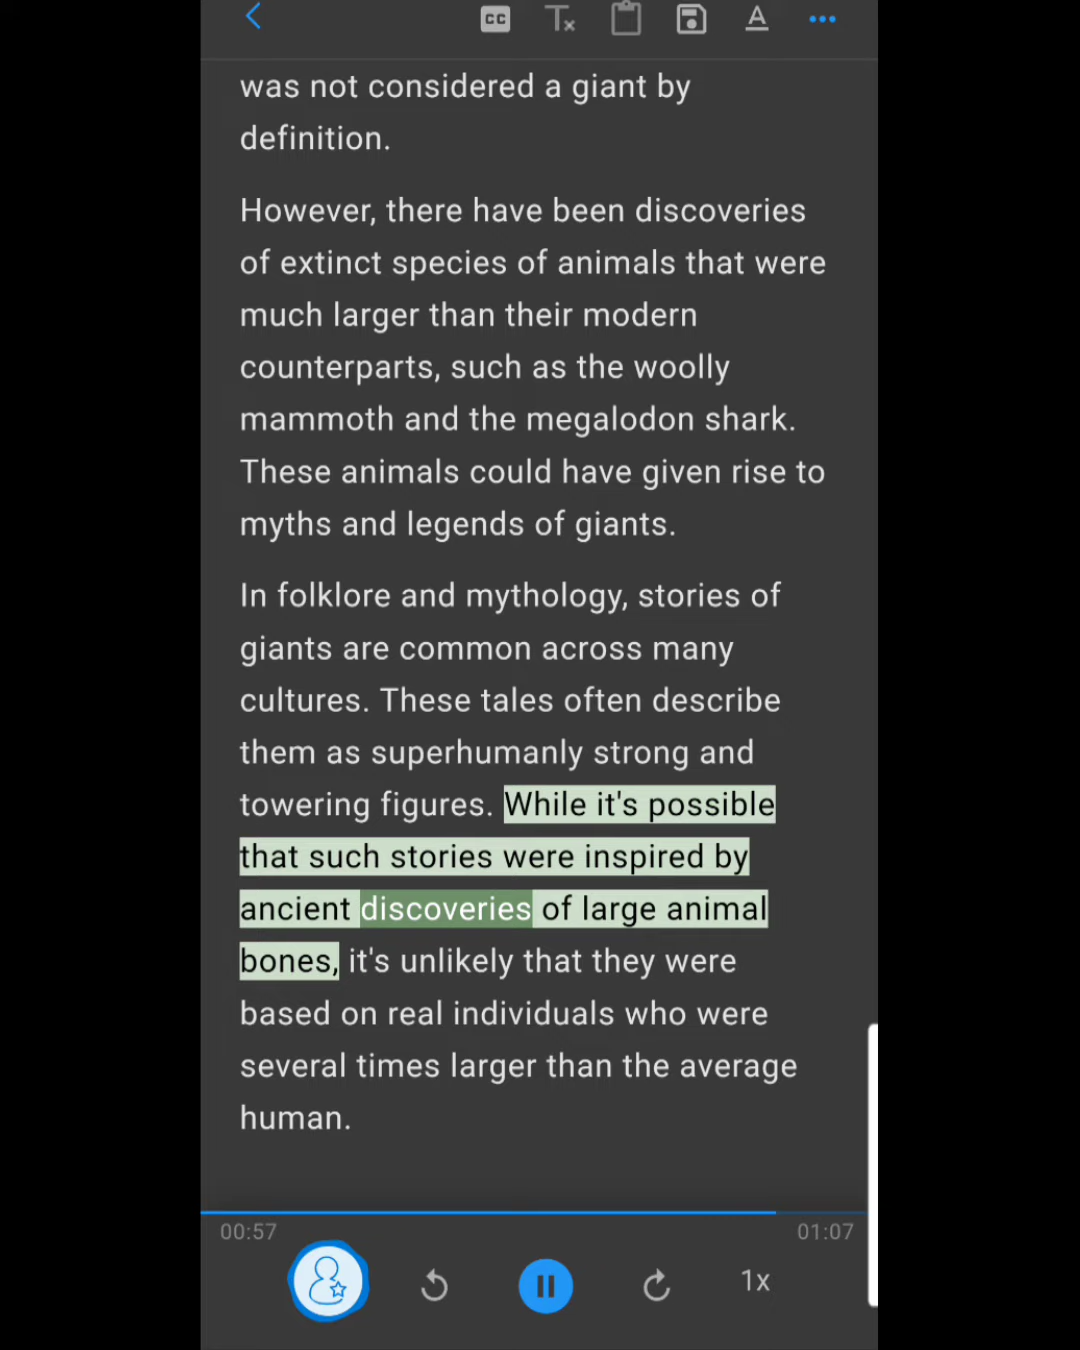 CC
Tx
A
was not considered a giant by
definition.
However, there have been discoveries
of extinct species of animals that were
much larger than their modern
counterparts, such as the woolly
mammoth and the megalodon shark.
These animals could have given rise to
myths and legends of giants.
In folklore and mythology, stories of
giants are common across many
cultures. These tales often describe
them as superhumanly strong and
towering figures. While it's possible
that such stories were inspired by
ancient discoveries of large animal
bones, it's unlikely that they were
based on real individuals who were
several times larger than the average
human.
00:57
01:07
1x